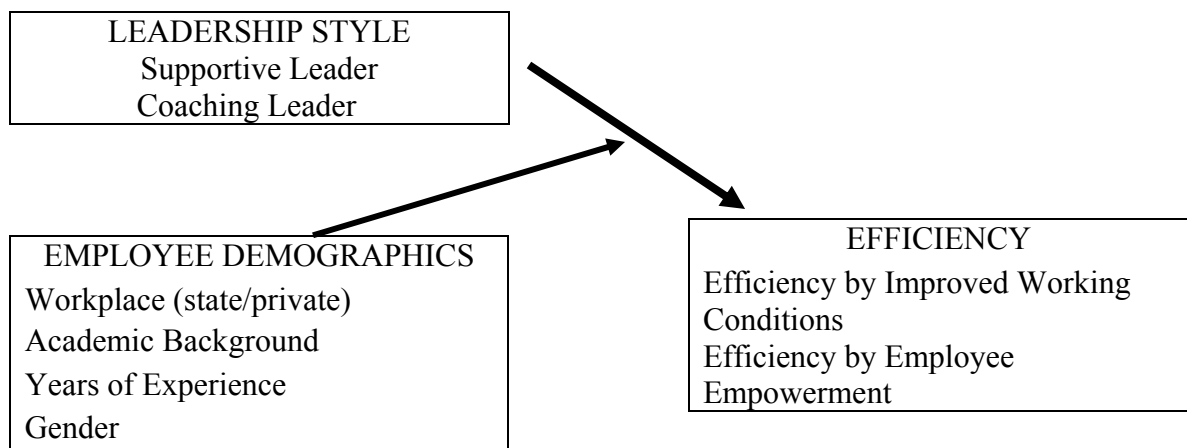 LEADERSHIP STYLE
Supportive Leader
Coaching Leader
EMPLOYEE DEMOGRAPHICS
Workplace (state/private)
Academic Background
Years of Experience
Gender
EFFICIENCY
Efficiency by Improved Working
Conditions
Efficiency by Employee
Empowerment